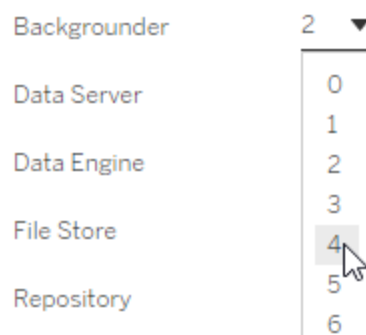 Backgrounder 2
0
Data Server
1
Data Engine 2
3
File Store
4
5
Repository
6